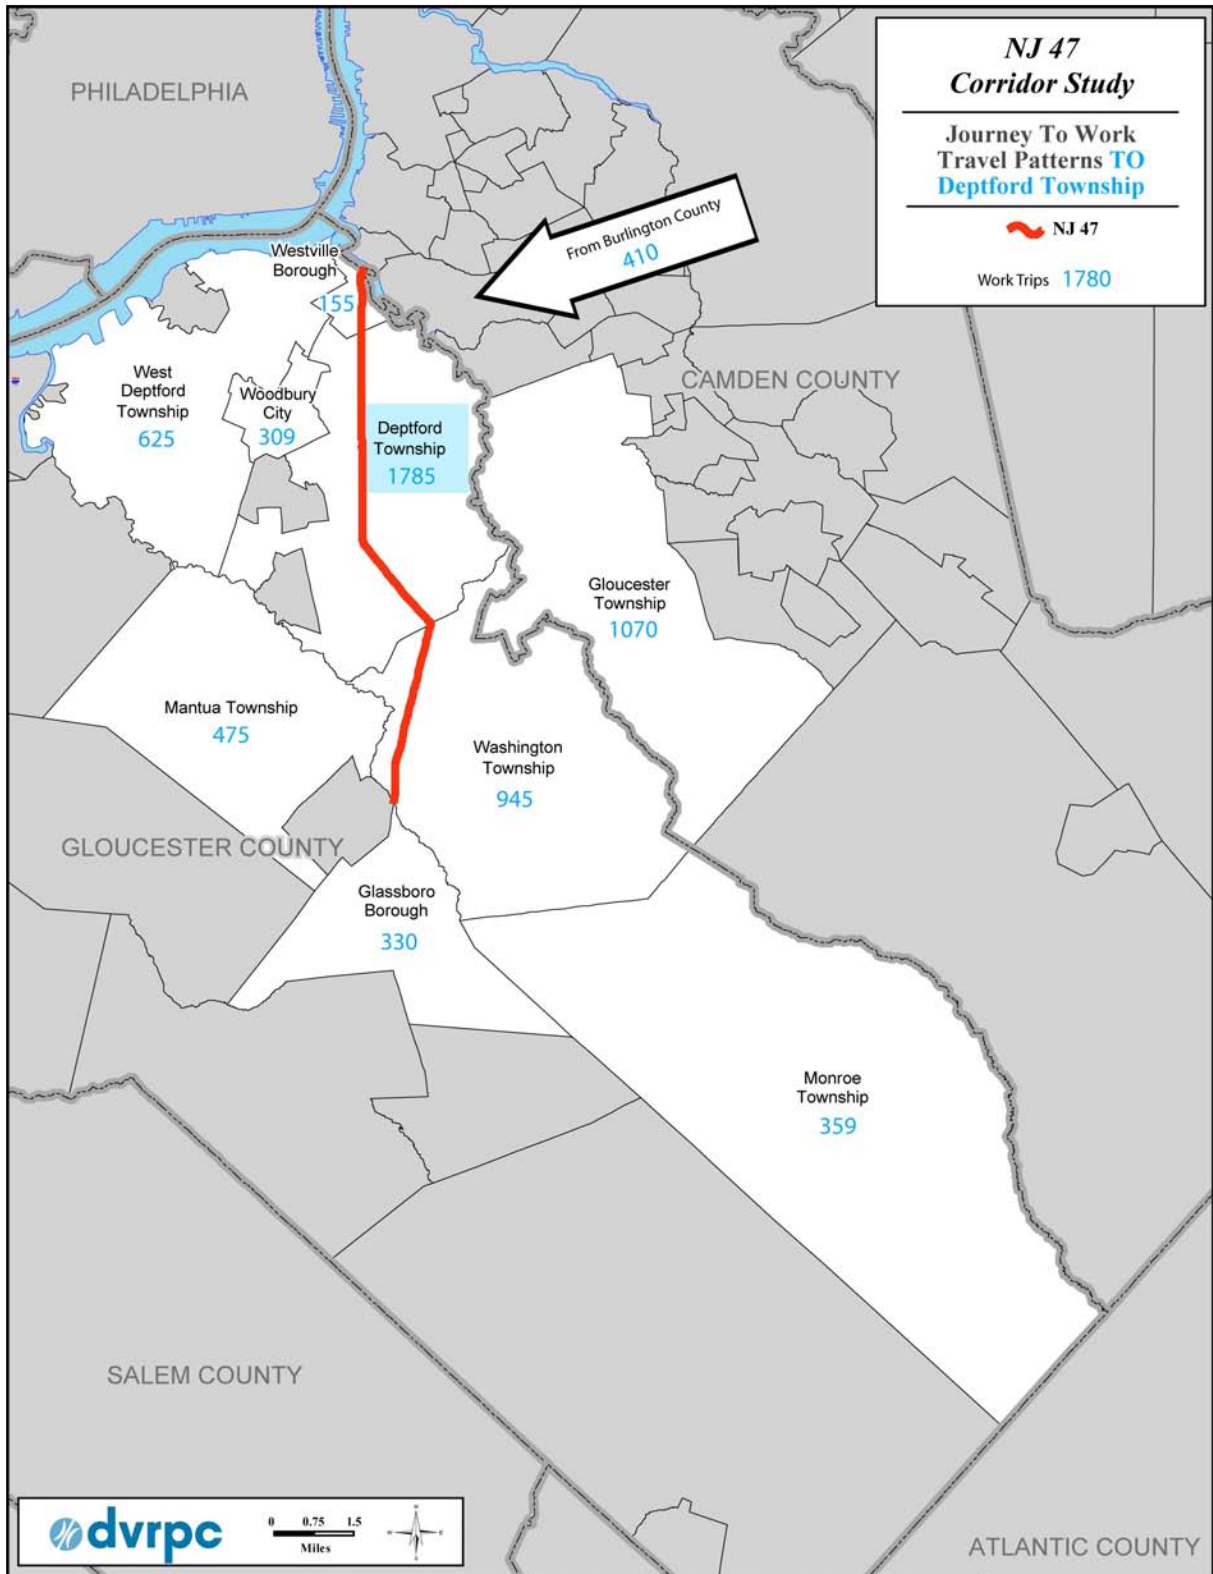 NJ 47
Corridor Study
Journey To Work
Travel Patterns TO
Deptford Township
NJ 47
Work Trips 1780
PHILADELPHIA
From Burlington County
410
Westville
Borough
155
West
Deptford
Township
625
Woodbury
City
309
Deptford
Township
1785
CAMDEN COUNTY
Gloucester
Township
1070
Mantua Township
475
Washington
Township
945
GLOUCESTER COUNTY
Glassboro
Borough
330
Monroe
Township
359
SALEM COUNTY
ATLANTIC COUNTY
dvrpc
0 0.75 1.5
Miles
N
W E
S